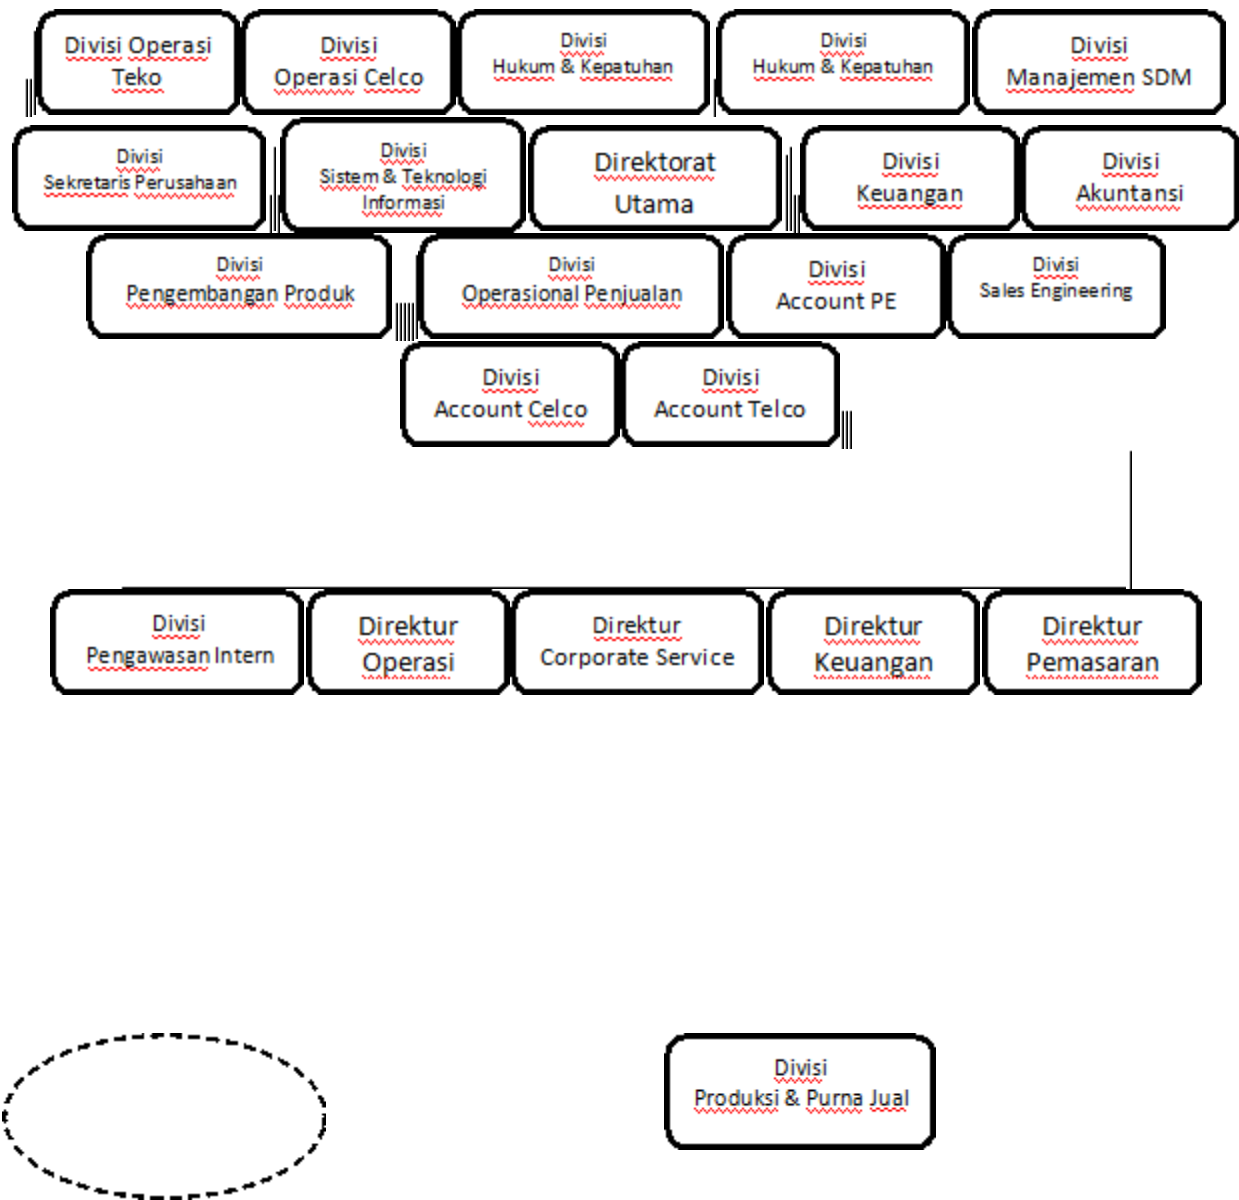 Divisi Operasi
Teko
Divisi
Operasi Celco
Divisi
Hukum & Kepatuhan
Divisi
Hukum & Kepatuhan
Divisi
Manajemen SDM
Divisi
Sekretaris Perusahaan
Divisi
Sistem & Teknologi
Informasi
Direktorat
Utama
Divisi
Keuangan
Divisi
Akuntansi
Divisi
Pengembangan Produk
Divisi
Operasional Penjualan
Divisi
Account PE
Divisi
Sales Engineering
Divisi
Account Celco
Divisi
Account Telco
Divisi
Pengawasan Intern
Direktur
Operasi
Direktur
Corporate Service
Direktur
Keuangan
Direktur
Pemasaran
Divisi
Produksi & Purna Jual